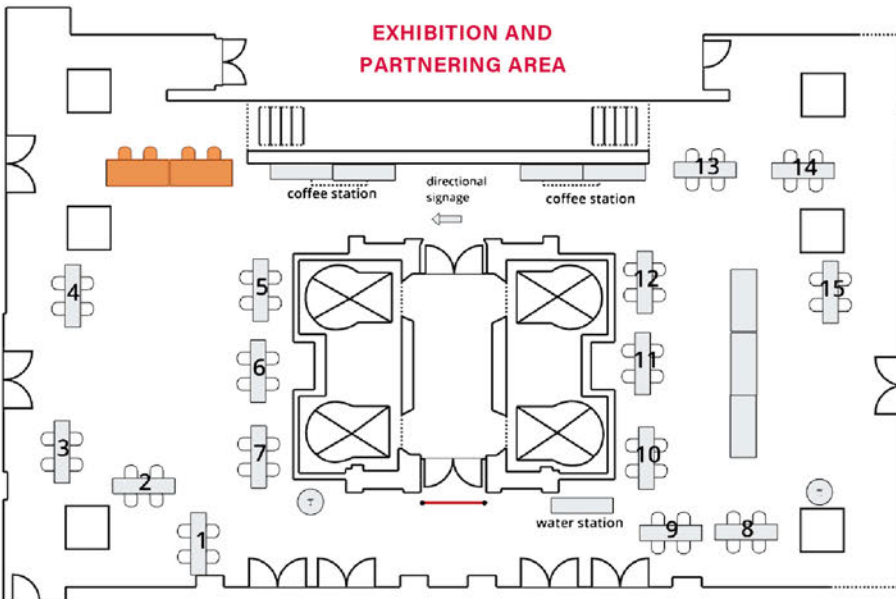 EXHIBITION AND
PARTNERING AREA
13
14
coffee station
directional
signage
coffee station
4
5
12
15
6
11
3
7
10
2
water station
1
9
8